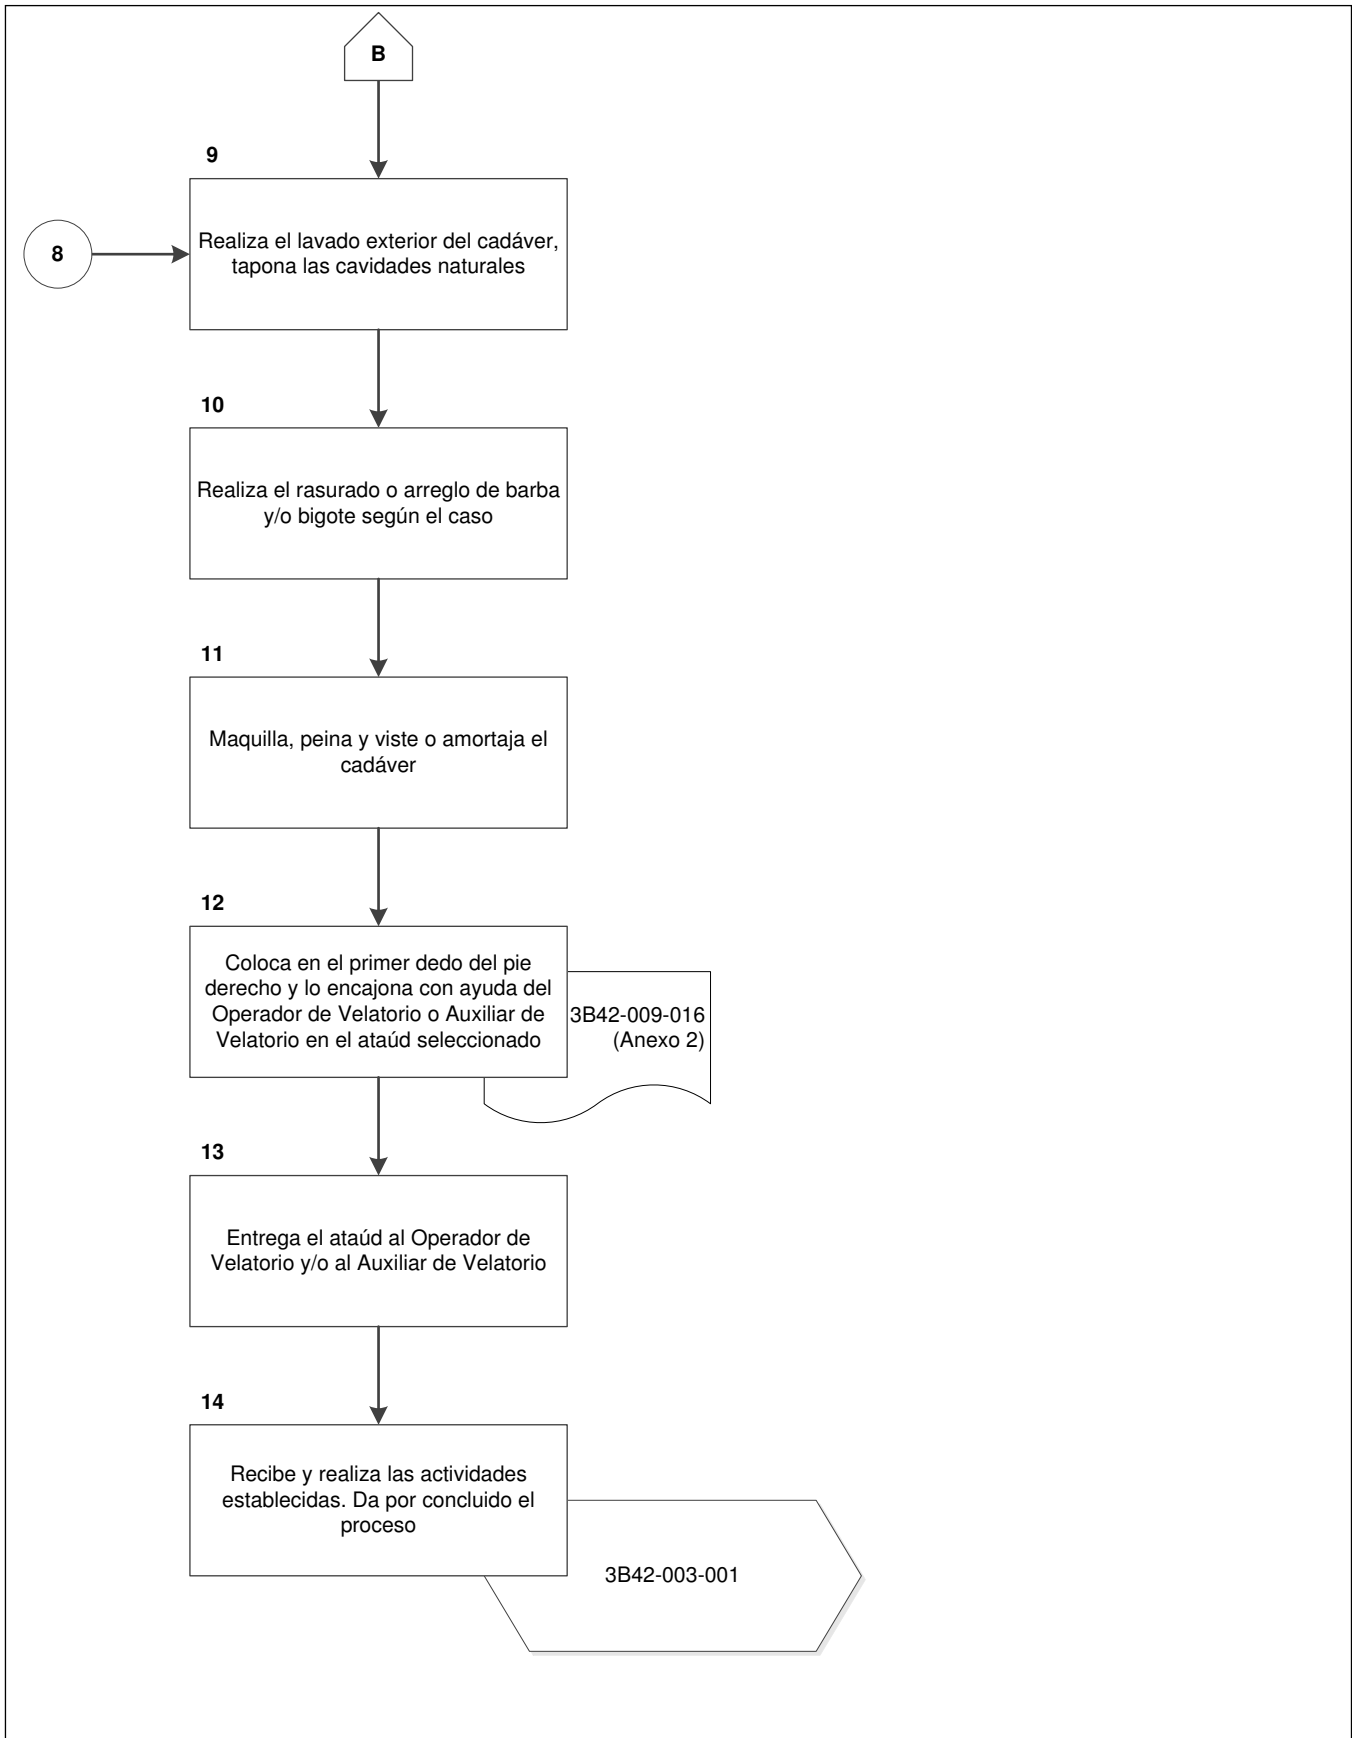 B
9
8
Realiza el lavado exterior del cadáver,
tapona las cavidades naturales
10
Realiza el rasurado o arreglo de barba
y/o bigote según el caso
11
Maquilla, peina y viste o amortaja el
cadáver
12
Coloca en el primer dedo del pie
derecho y lo encajona con ayuda del
Operador de Velatorio o Auxiliar de
Velatorio en el ataúd seleccionado
3B42-009-016
(Anexo 2)
13
Entrega el ataúd al Operador de
Velatorio y/o al Auxiliar de Velatorio
14
Recibe y realiza las actividades
establecidas. Da por concluido el
proceso
3B42-003-001